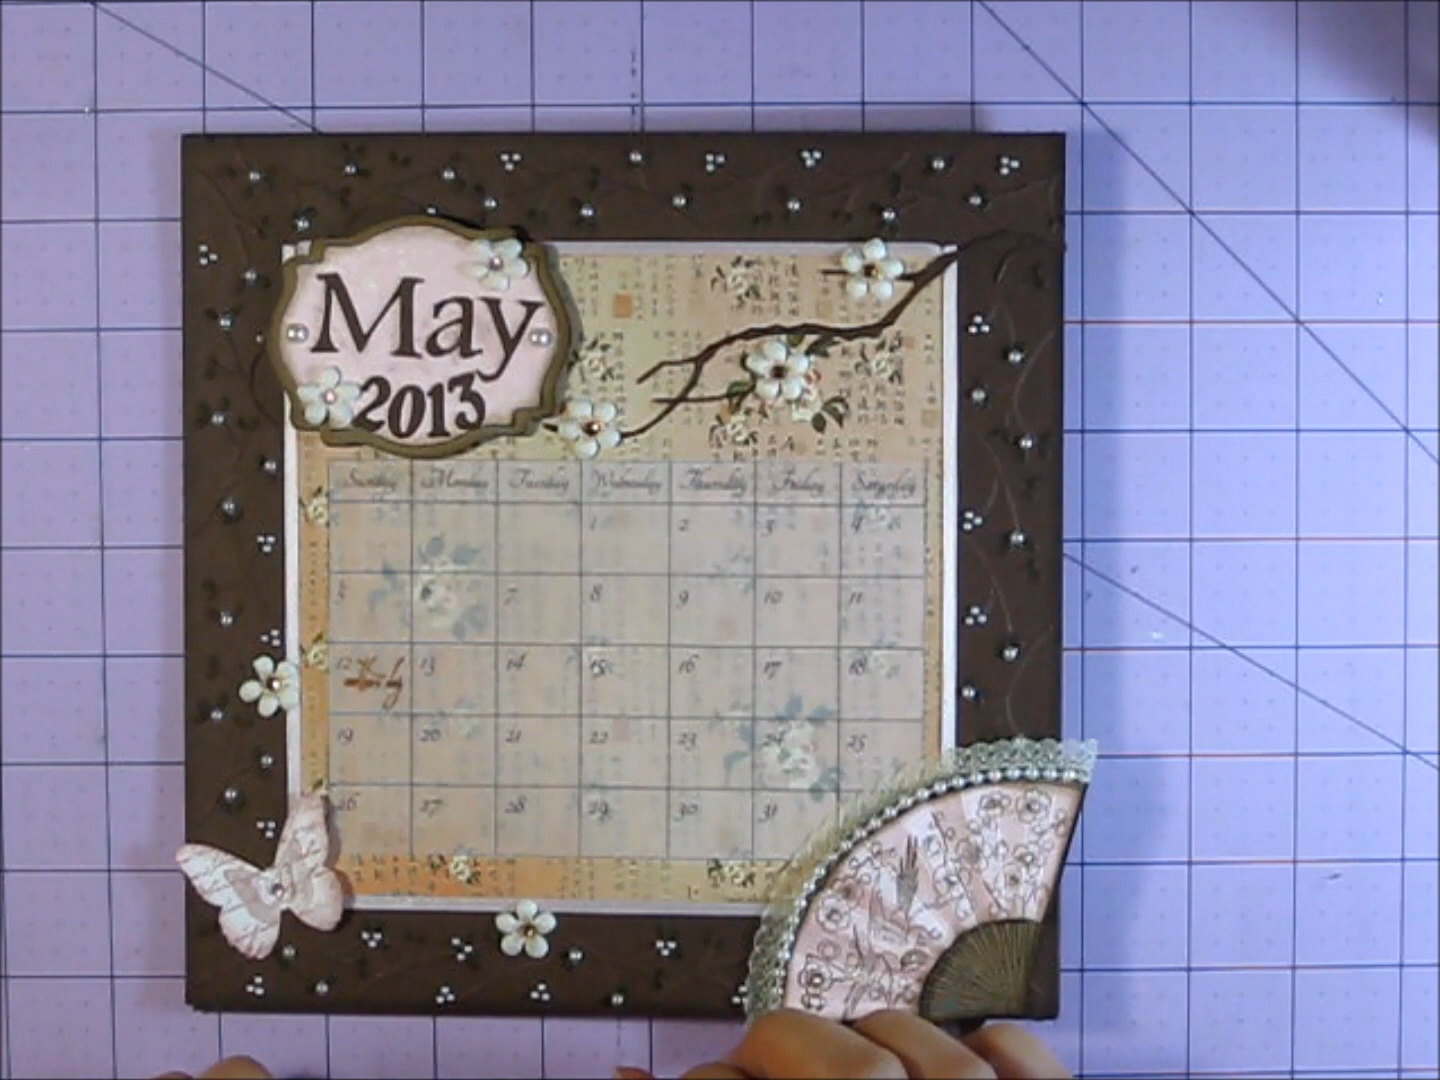 May
2013
Sunday Monday Tuesday Wednesday Thursday Friday Saturday
1 2 3 4
5 7 8 9 10 11
12 13 14 15 16 17 18
19 20 21 22 23 24 25
26 27 28 29 30 31